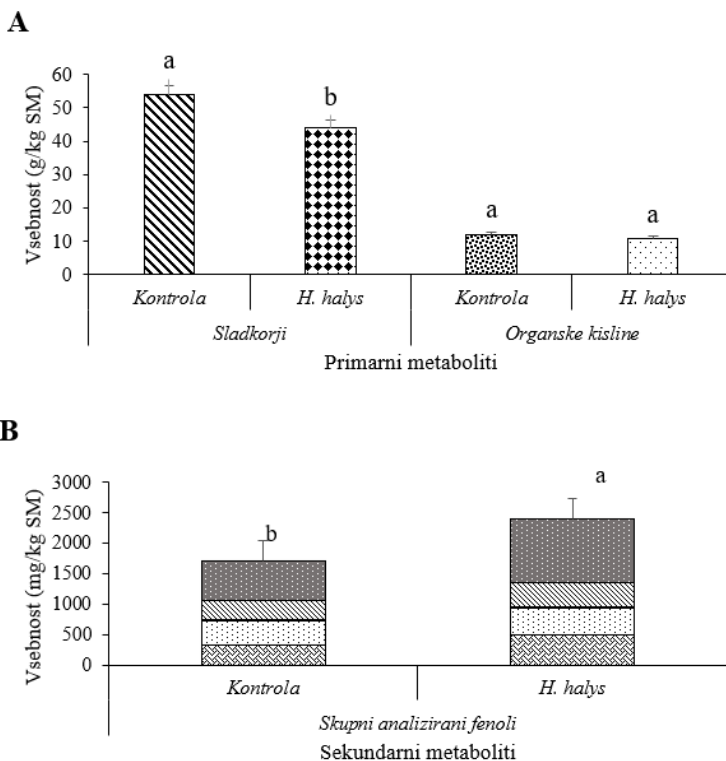 A
a
b
a
a
Vsebnost (g/kg SM)
60
50
40
30
20
10
0
Kontrola H. halys Kontrola H. halys
Sladkorji Organske kisline
Primarni metaboliti
B
b
a
Vsebnost (mg/kg SM)
3000
2500
2000
1500
1000
500
0
Kontrola H. halys
Skupni analizirani fenoli
Sekundarni metaboliti